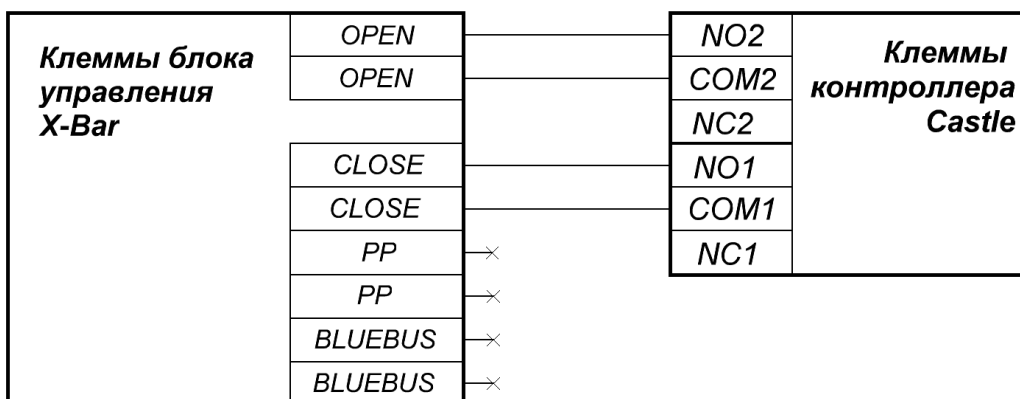 Клеммы блока
управления
X-Bar
OPEN
OPEN
CLOSE
CLOSE
PP
PP
BLUEBUS
BLUEBUS
NO2
COM2
NC2
NO1
COM1
NC1
Клеммы
контроллера
Castle